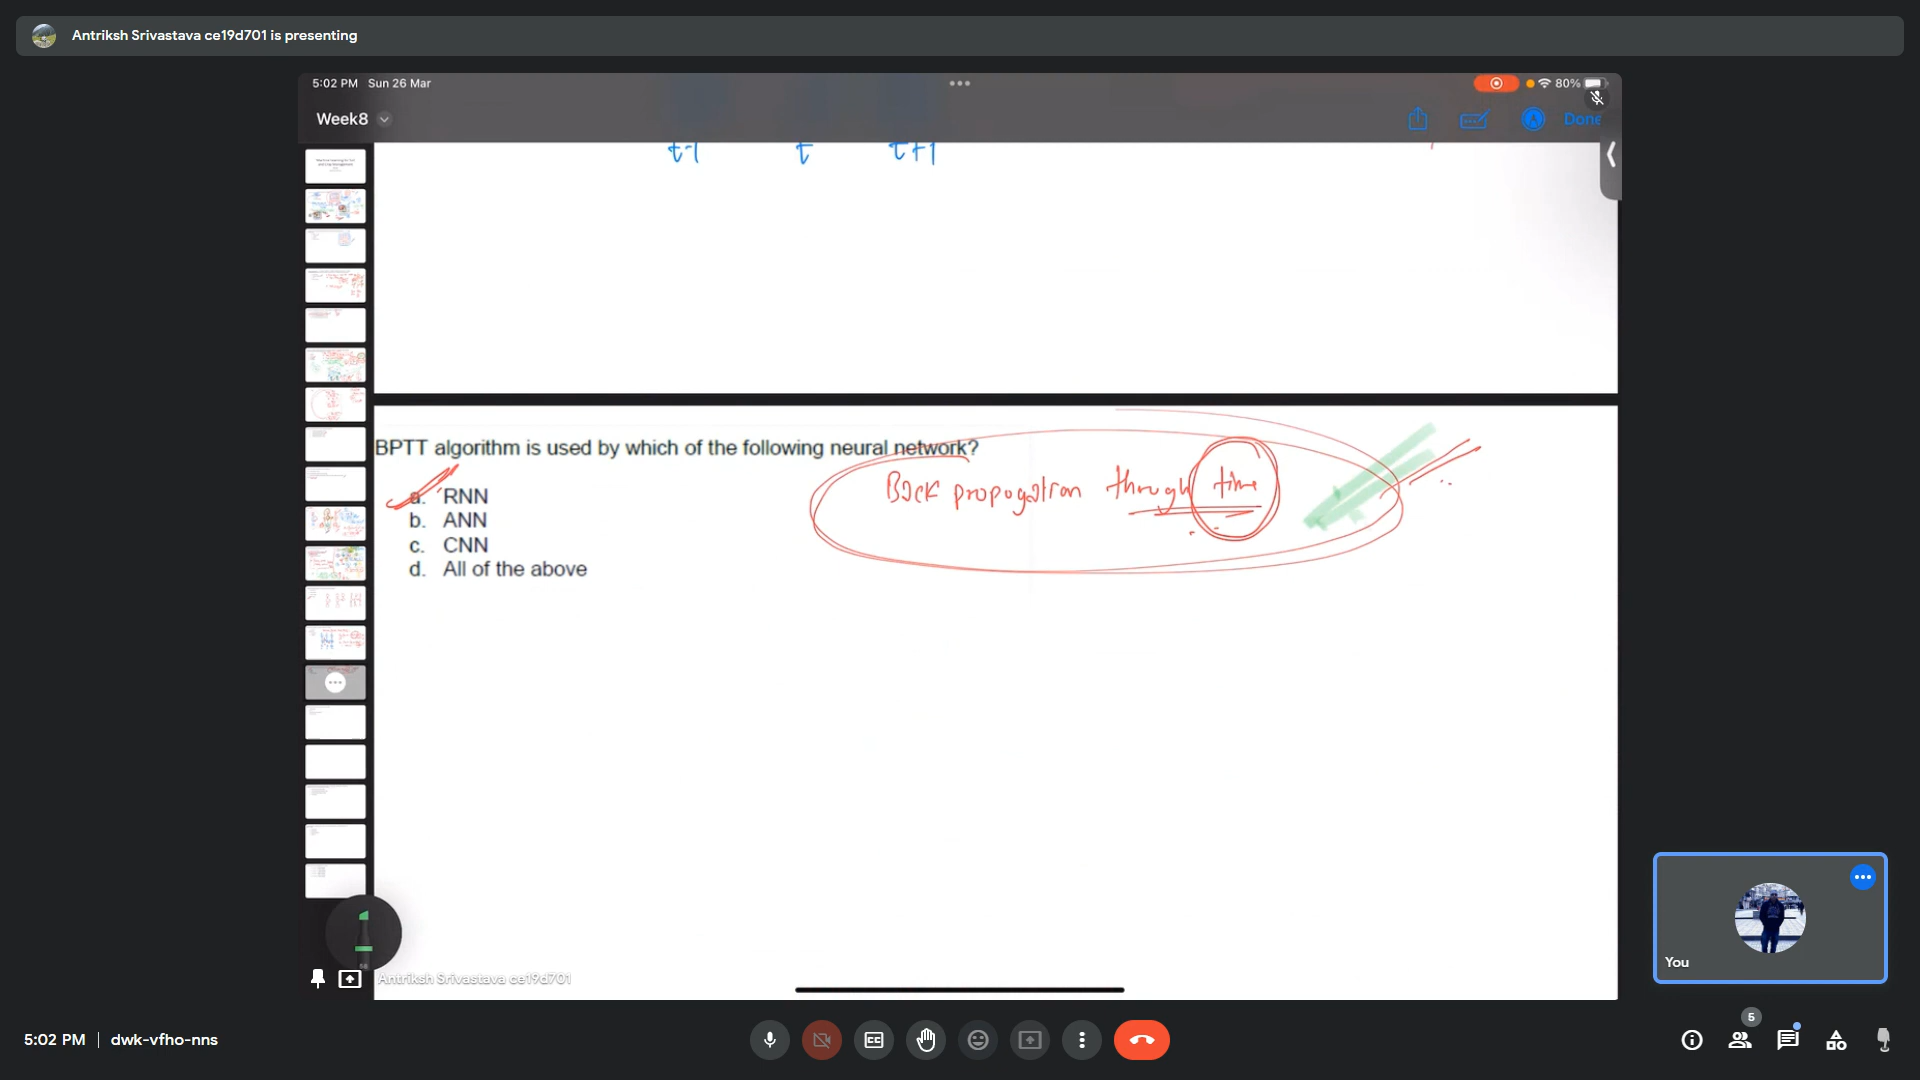 Antriksh Srivastava ce19d701 is presenting
5:02 PM Sun 26 Mar
80%
Week8
Done
t-1 t t+1
BPTT algorithm is used by which of the following neural network?
Back propogation through time
a. RNN
b. ANN
c. CNN
d. All of the above
Antriksh Srivastava ce19d701
You
5:02 PM | dwk-vfho-nns
CC
5